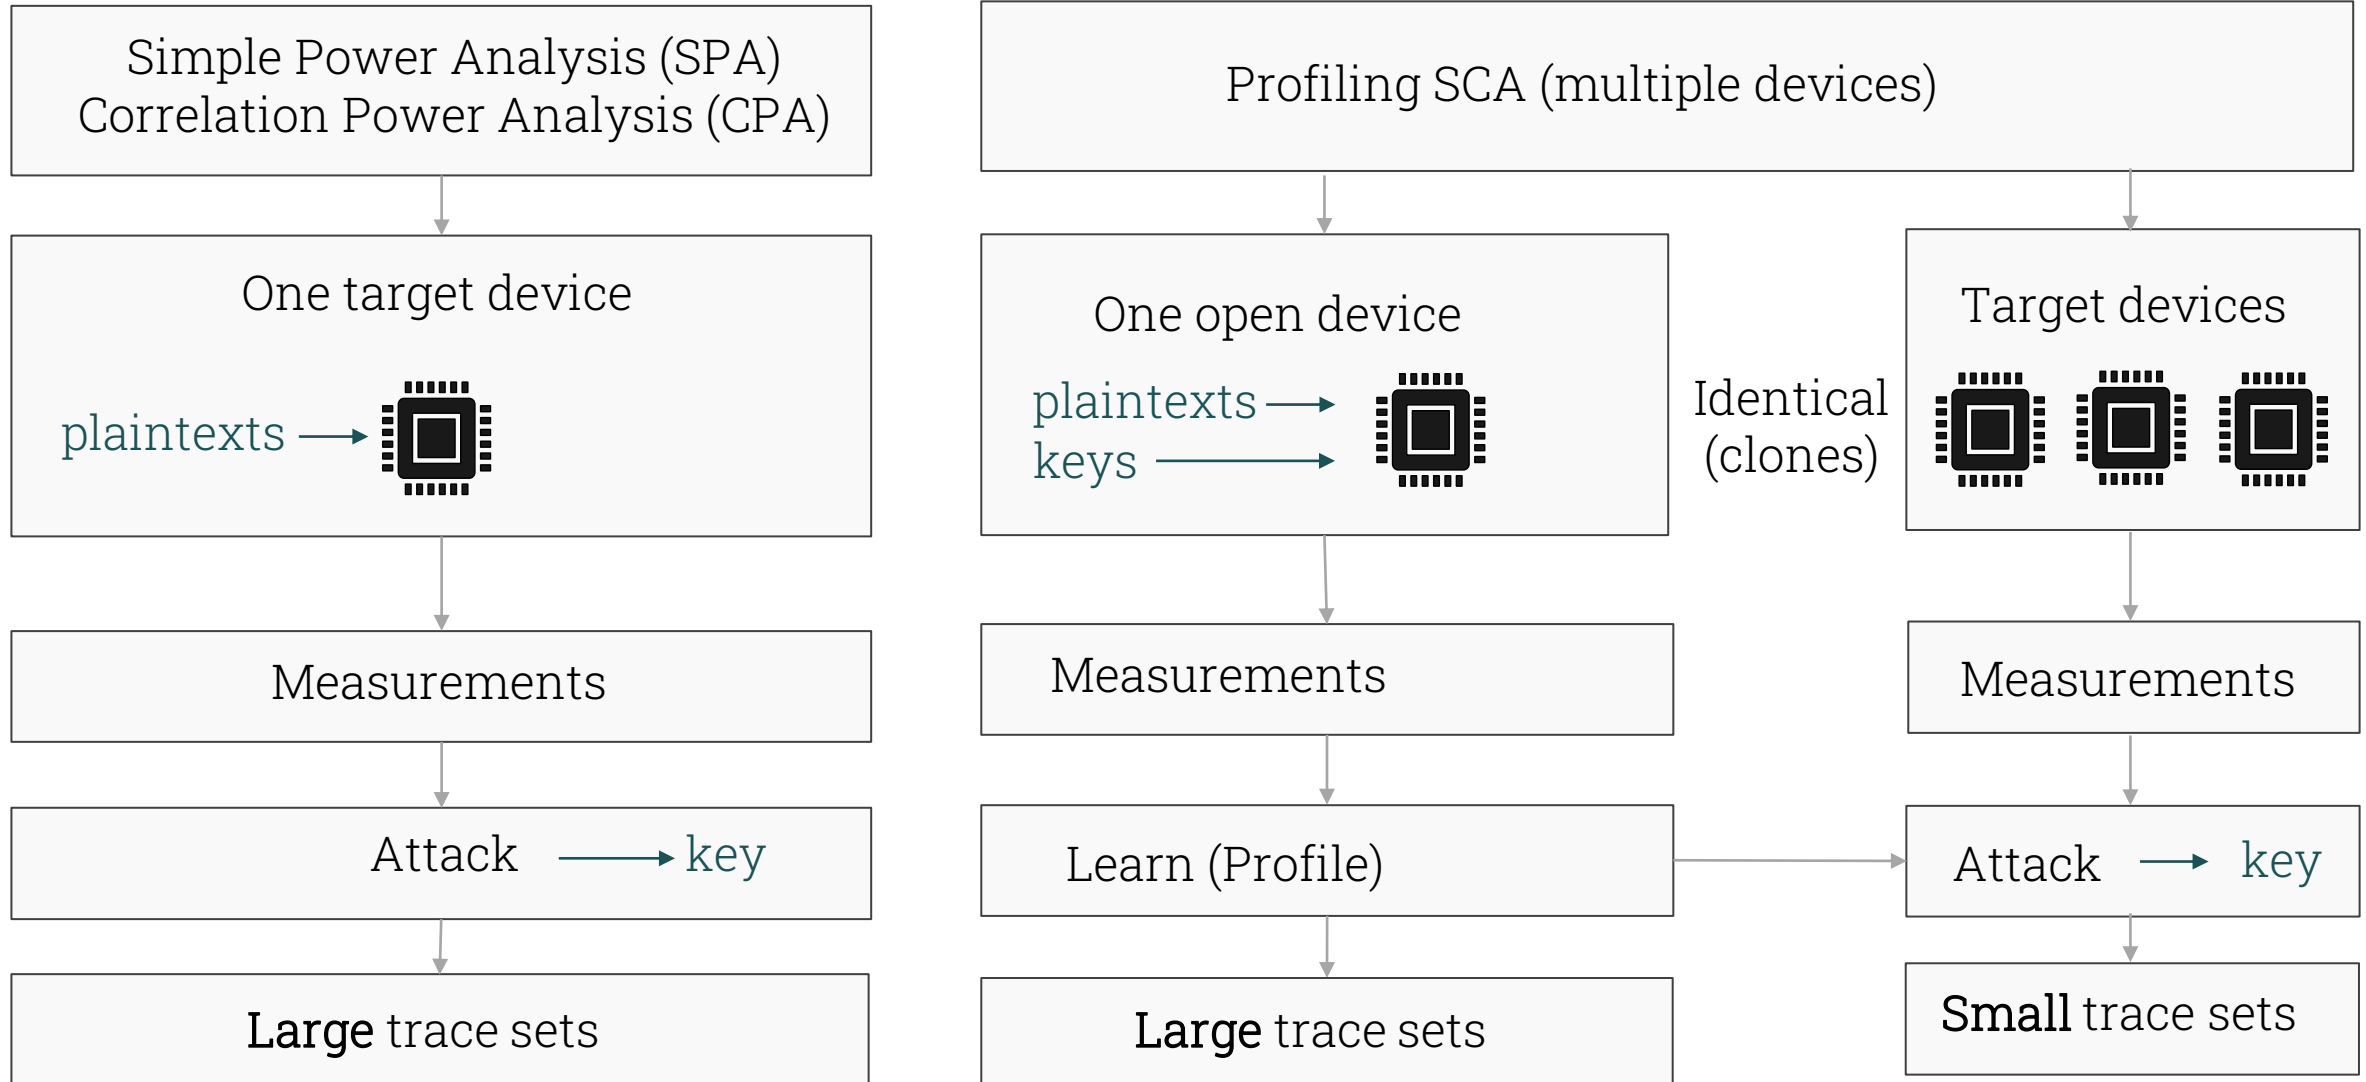 Simple Power Analysis (SPA)
Correlation Power Analysis (CPA)
One target device
plaintexts
Measurements
Attack
key
Large trace sets
Profiling SCA (multiple devices)
One open device
plaintexts
keys
Measurements
Learn (Profile)
Large trace sets
Identical
(clones)
Target devices
Measurements
Attack
key
Small trace sets